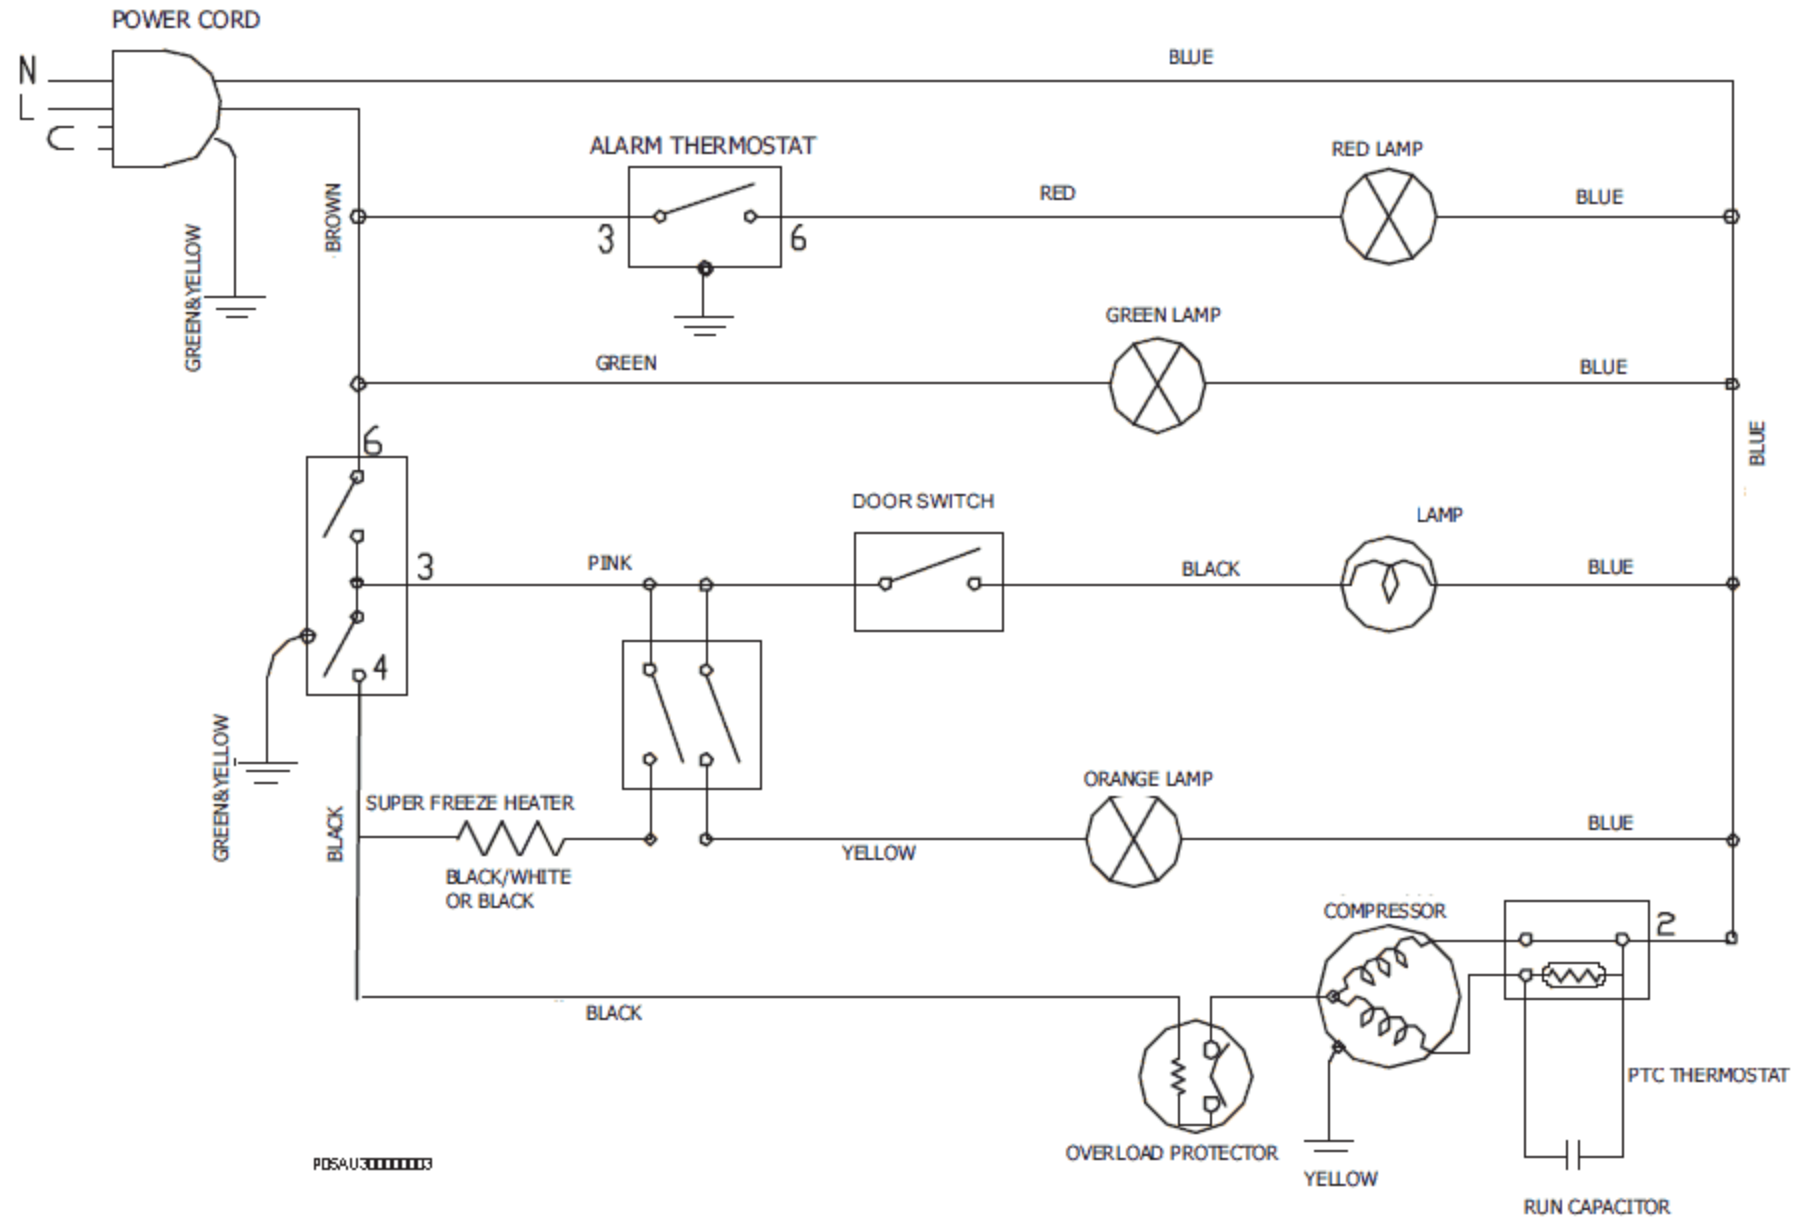 POWER CORD
N
BLUE
L
ALARM THERMOSTAT
RED LAMP
BROWN
RED
BLUE
3
6
GREEN&YELLOW
GREEN LAMP
GREEN
BLUE
6
BLUE
DOOR SWITCH
LAMP
3
PINK
BLACK
BLUE
4
GREEN&YELLOW
ORANGE LAMP
SUPER FREEZE HEATER
BLACK
BLUE
YELLOW
BLACK/WHITE
OR BLACK
COMPRESSOR
2
BLACK
PTC THERMOSTAT
OVERLOAD PROTECTOR
YELLOW
RUN CAPACITOR